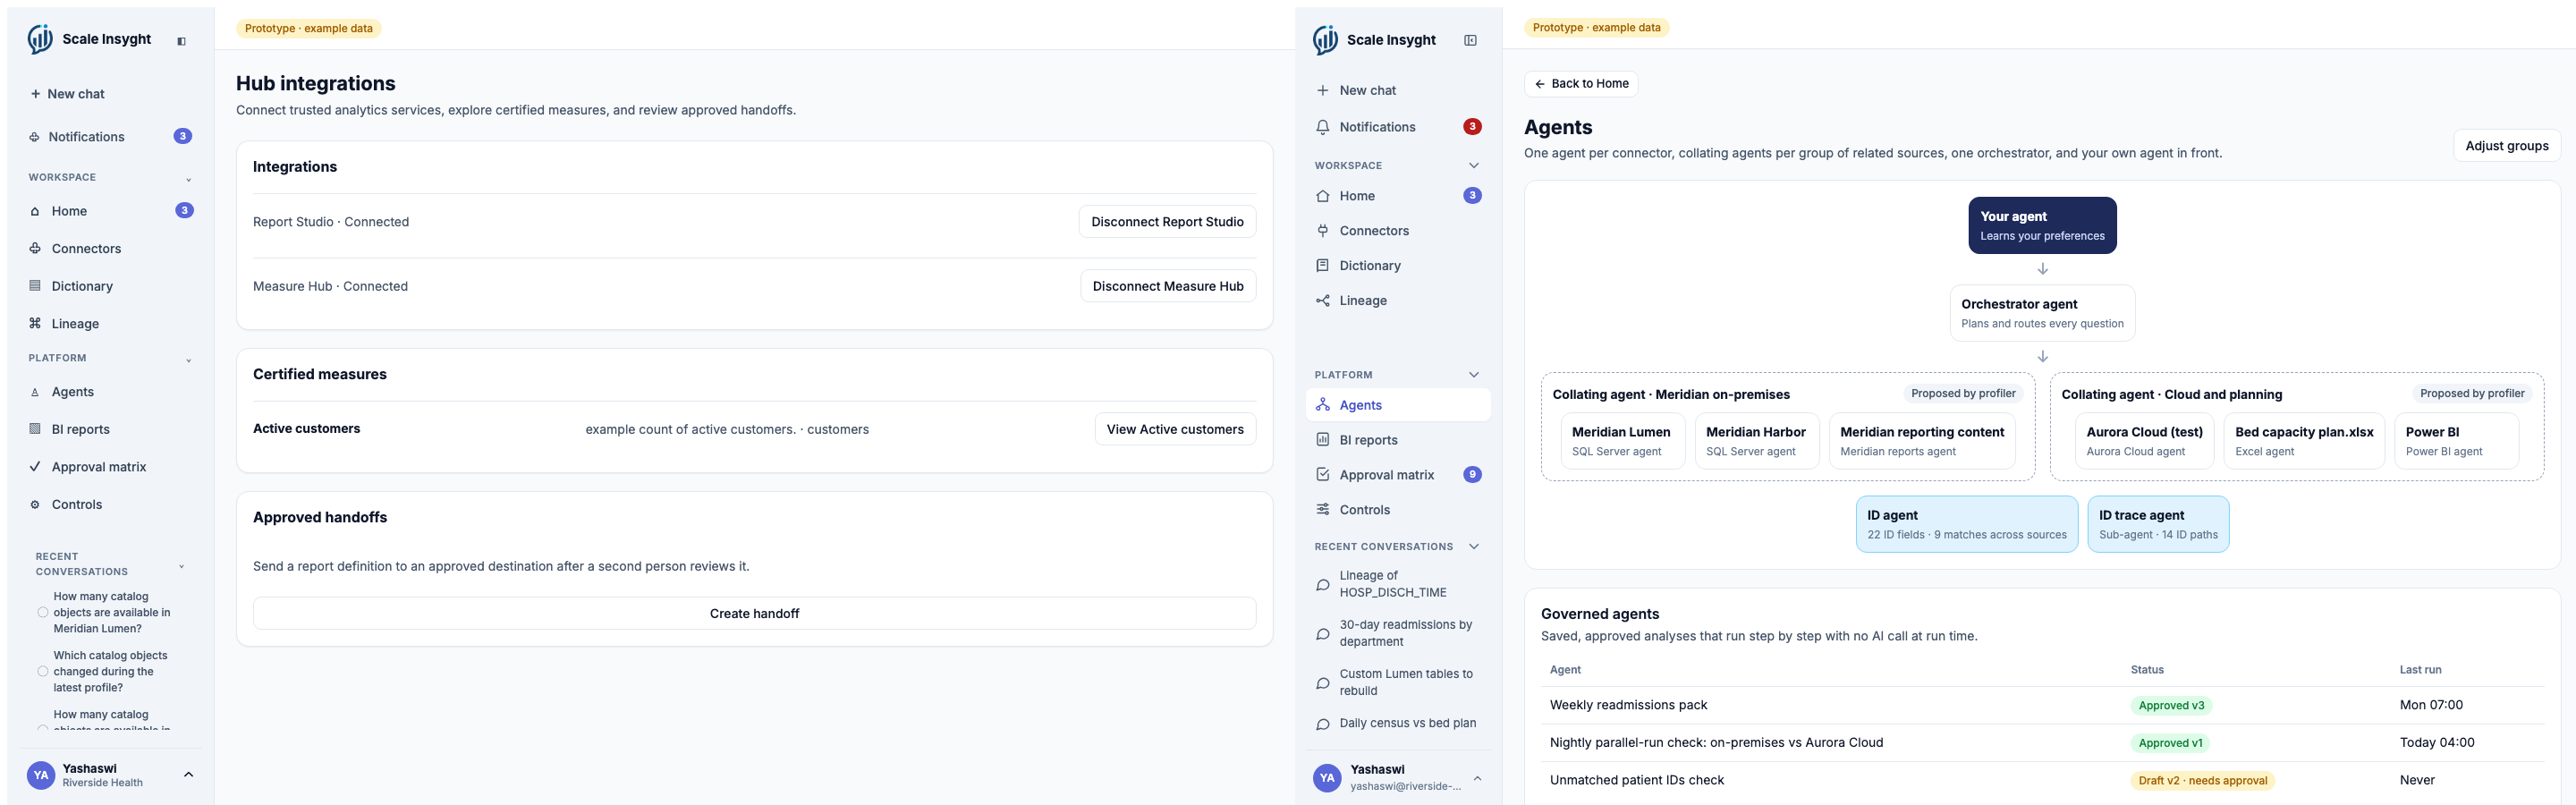 Scale Insyght
New chat
Notifications 3
WORKSPACE
Home 3
Connectors
Dictionary
Lineage
PLATFORM
Agents
BI reports
Approval matrix
Controls
RECENT
CONVERSATIONS
How many catalog
objects are available in
Meridian Lumen?
Which catalog objects
changed during the
latest profile?
How many catalog
objects are available in
YA
Yashaswi
Riverside Health
Prototype · example data
Hub integrations
Connect trusted analytics services, explore certified measures, and review approved handoffs.
Integrations
Report Studio · Connected
Disconnect Report Studio
Measure Hub · Connected
Disconnect Measure Hub
Certified measures
Active customers
example count of active customers. · customers
View Active customers
Approved handoffs
Send a report definition to an approved destination after a second person reviews it.
Create handoff
Scale Insyght
New chat
Notifications 3
WORKSPACE
Home 3
Connectors
Dictionary
Lineage
PLATFORM
Agents
BI reports
Approval matrix 9
Controls
RECENT CONVERSATIONS
Lineage of
HOSP_DISCH_TIME
30-day readmissions by
department
Custom Lumen tables to
rebuild
Daily census vs bed plan
YA
Yashaswi
yashaswi@riverside-...
Prototype · example data
Back to Home
Agents
One agent per connector, collating agents per group of related sources, one orchestrator, and your own agent in front.
Adjust groups
Your agent
Learns your preferences
Orchestrator agent
Plans and routes every question
Collating agent · Meridian on-premises
Proposed by profiler
Meridian Lumen
SQL Server agent
Meridian Harbor
SQL Server agent
Meridian reporting content
Meridian reports agent
Collating agent · Cloud and planning
Proposed by profiler
Aurora Cloud (test)
Aurora Cloud agent
Bed capacity plan.xlsx
Excel agent
Power BI
Power BI agent
ID agent
22 ID fields · 9 matches across sources
ID trace agent
Sub-agent · 14 ID paths
Governed agents
Saved, approved analyses that run step by step with no AI call at run time.
Agent Status Last run
Weekly readmissions pack Approved v3 Mon 07:00
Nightly parallel-run check: on-premises vs Aurora Cloud Approved v1 Today 04:00
Unmatched patient IDs check Draft v2 · needs approval Never